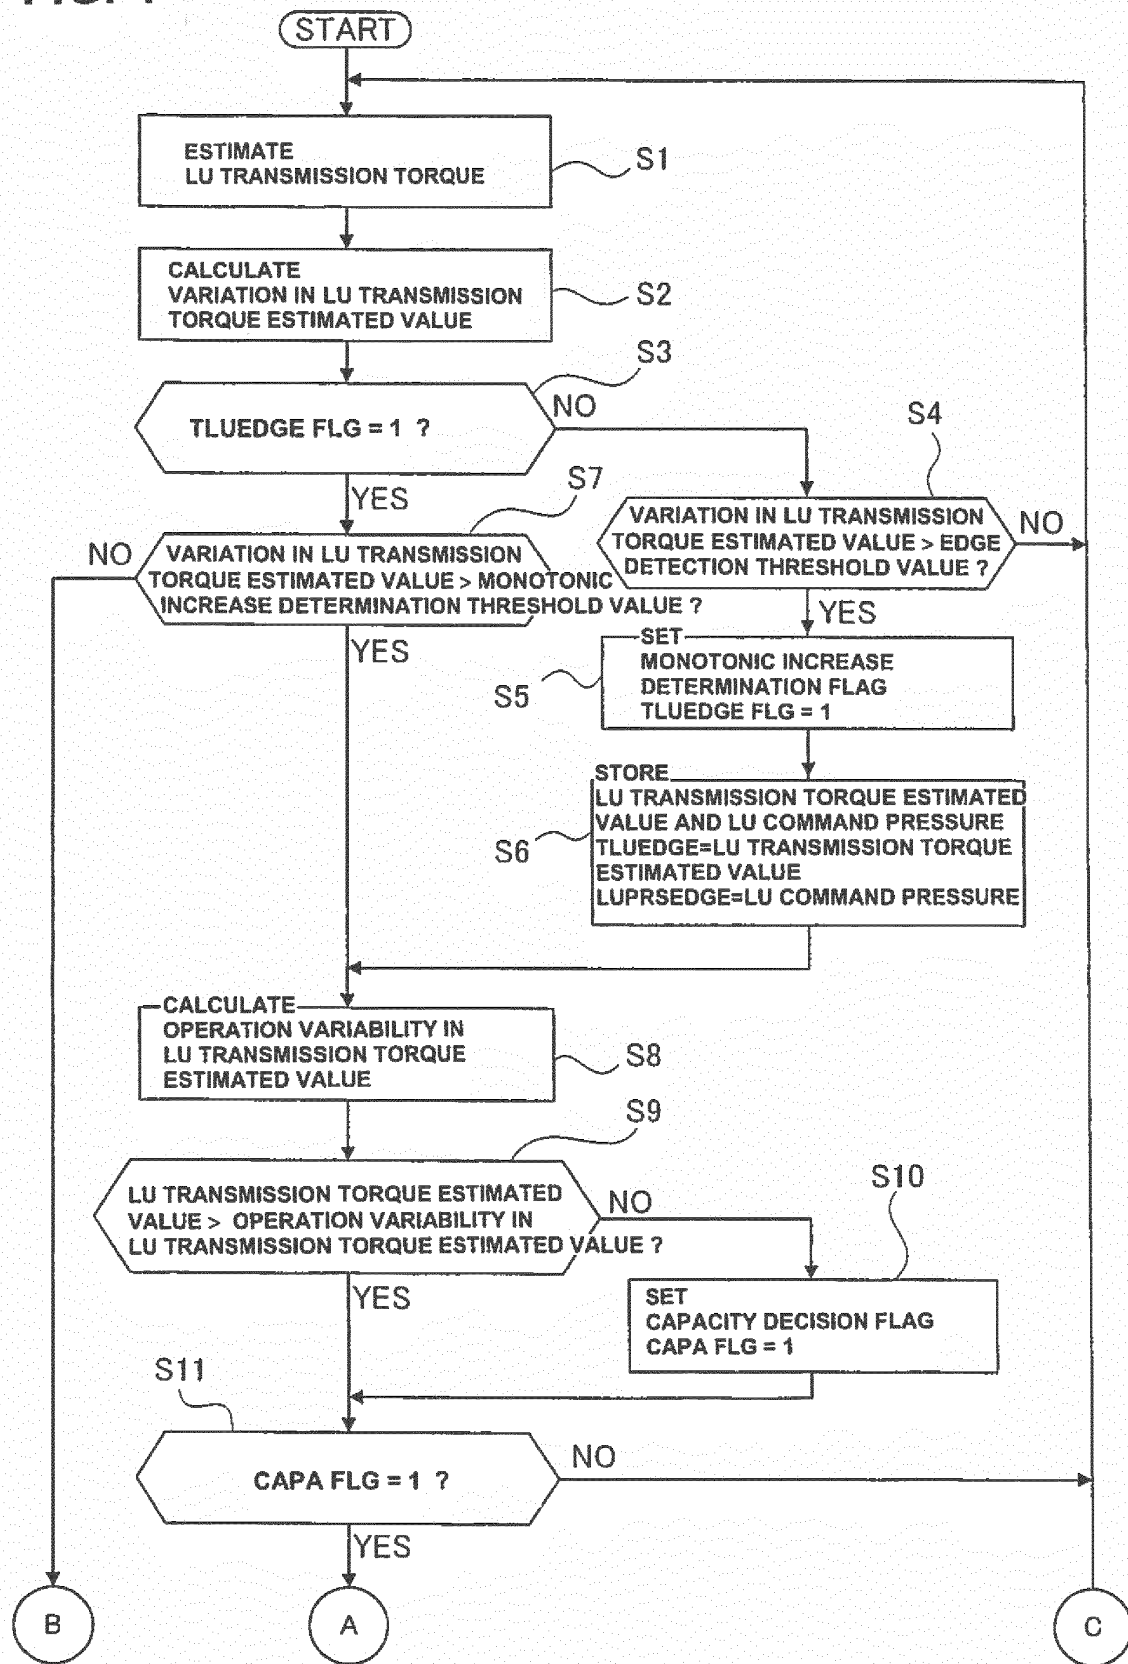 START
ESTIMATE
LU TRANSMISSION TORQUE
S1
CALCULATE
VARIATION IN LU TRANSMISSION
TORQUE ESTIMATED VALUE
S2
S3
TLUEDGE FLG = 1 ?
NO
YES
S4
VARIATION IN LU TRANSMISSION
TORQUE ESTIMATED VALUE > EDGE
DETECTION THRESHOLD VALUE ?
NO
YES
S7
NO
VARIATION IN LU TRANSMISSION
TORQUE ESTIMATED VALUE > MONOTONIC
INCREASE DETERMINATION THRESHOLD VALUE ?
YES
SET
MONOTONIC INCREASE
DETERMINATION FLAG
TLUEDGE FLG = 1
S5
STORE
LU TRANSMISSION TORQUE ESTIMATED
VALUE AND LU COMMAND PRESSURE
TLUEDGE=LU TRANSMISSION TORQUE
ESTIMATED VALUE
LUPRSEDGE=LU COMMAND PRESSURE
S6
CALCULATE
OPERATION VARIABILITY IN
LU TRANSMISSION TORQUE
ESTIMATED VALUE
S8
S9
LU TRANSMISSION TORQUE ESTIMATED
VALUE > OPERATION VARIABILITY IN
LU TRANSMISSION TORQUE ESTIMATED VALUE ?
NO
YES
S10
SET
CAPACITY DECISION FLAG
CAPA FLG = 1
S11
CAPA FLG = 1 ?
NO
YES
B
A
C